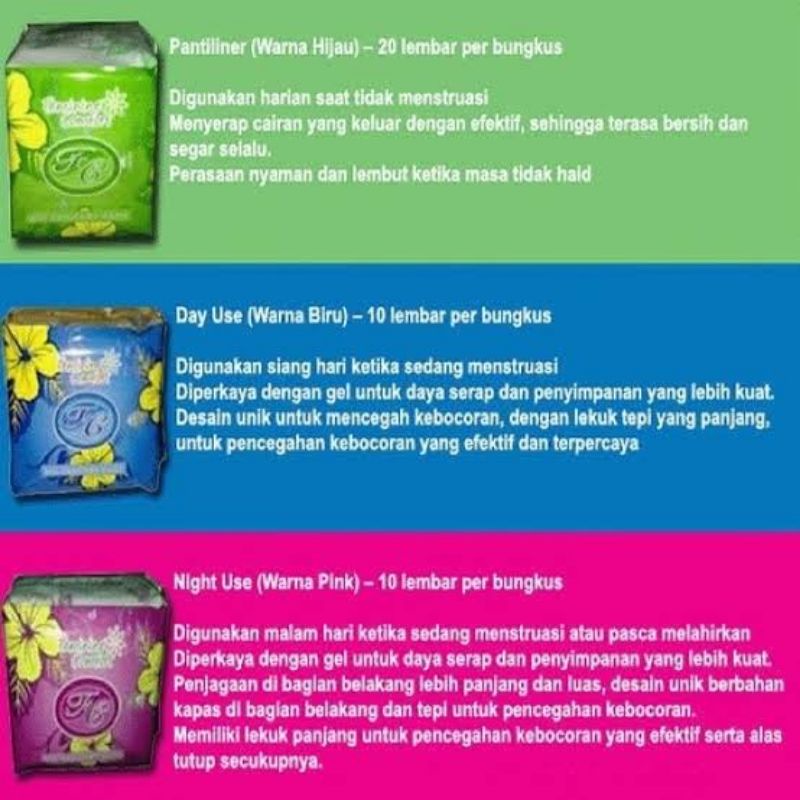 Pantiliner (Warna Hijau) – 20 lembar per bungkus
Digunakan harian saat tidak menstruasi
Menyerap cairan yang keluar dengan efektif, sehingga terasa bersih dan
segar selalu.
Perasaan nyaman dan lembut ketika masa tidak haid
FC
Day Use (Warna Biru) – 10 lembar per bungkus
Digunakan siang hari ketika sedang menstruasi
Diperkaya dengan gel untuk daya serap dan penyimpanan yang lebih kuat.
Desain unik untuk mencegah kebocoran, dengan lekuk tepi yang panjang,
untuk pencegahan kebocoran yang efektif dan terpercaya
FC
Night Use (Warna Pink) – 10 lembar per bungkus
Digunakan malam hari ketika sedang menstruasi atau pasca melahirkan
Diperkaya dengan gel untuk daya serap dan penyimpanan yang lebih kuat.
Penjagaan di bagian belakang lebih panjang dan luas, desain unik berbahan
kapas di bagian belakang dan tepi untuk pencegahan kebocoran.
Memiliki lekuk panjang untuk pencegahan kebocoran yang efektif serta alas
tutup secukupnya.
FC